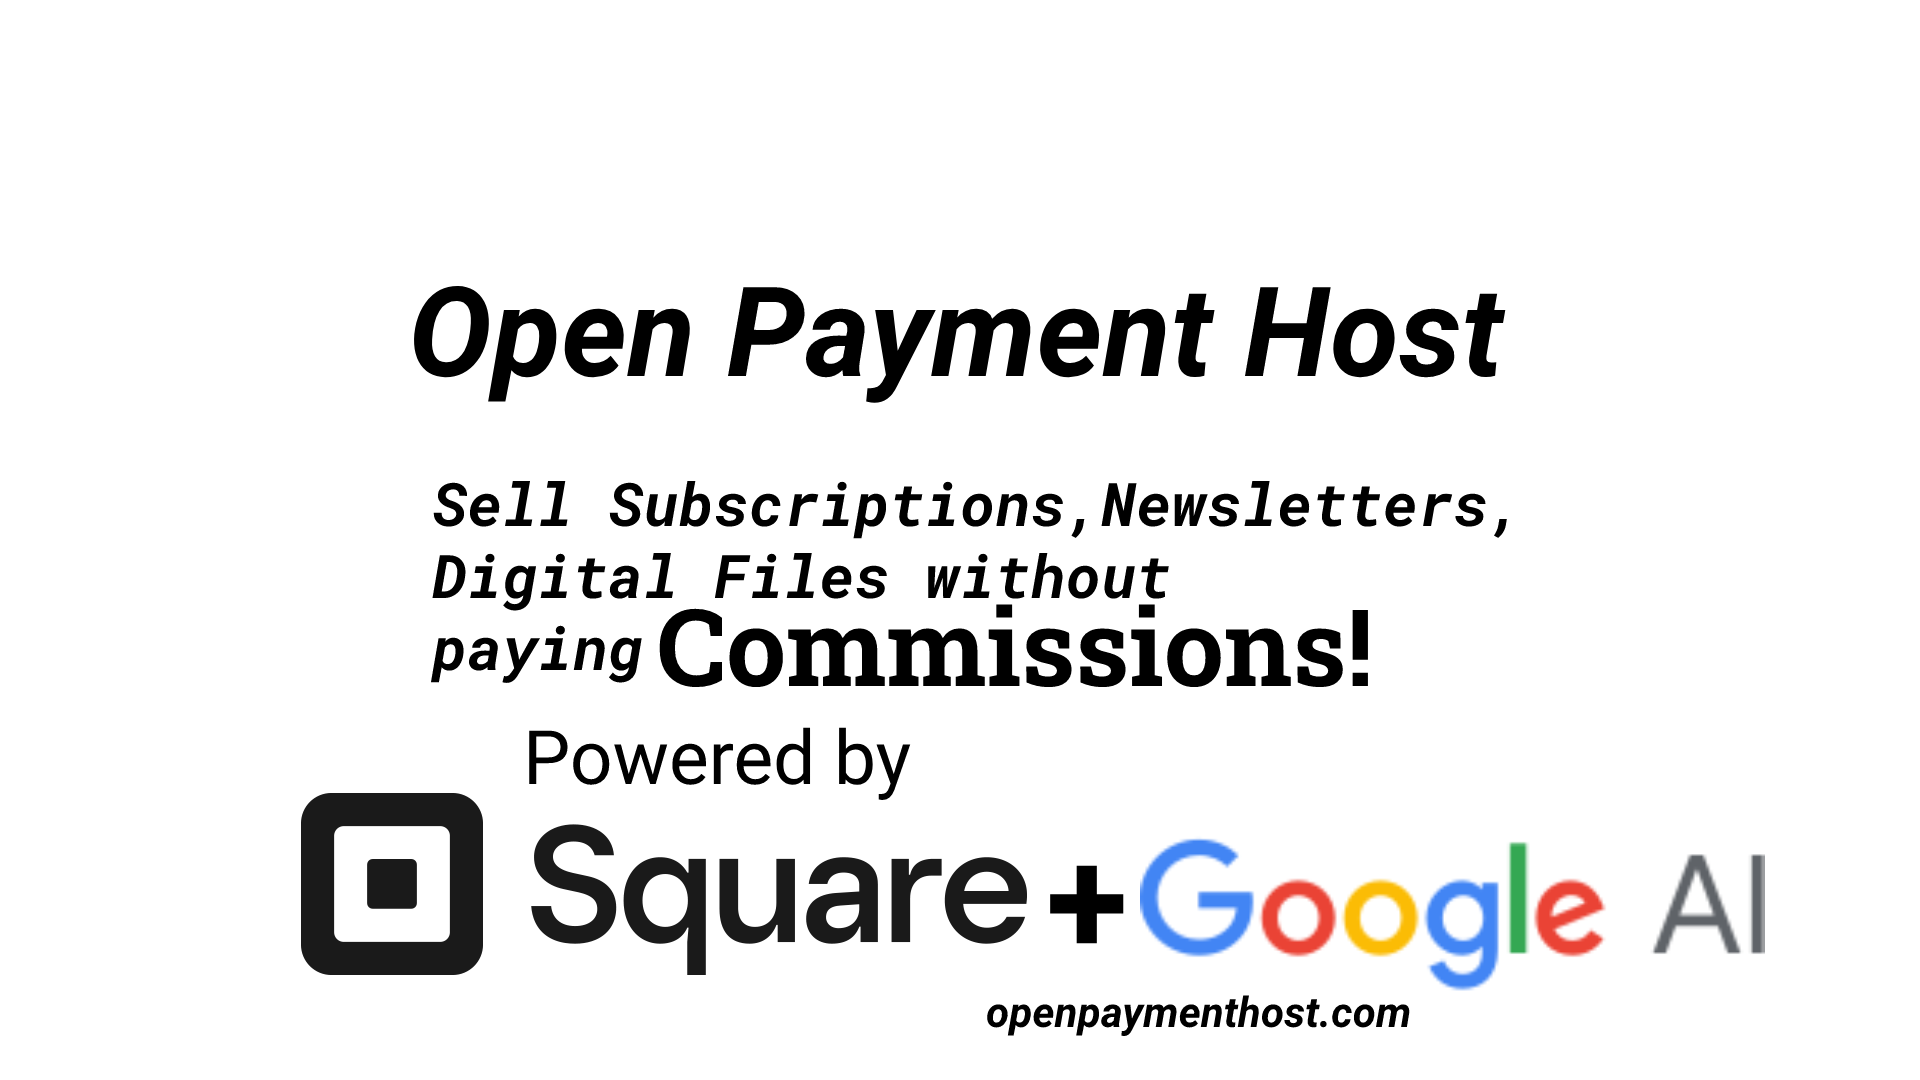 Open Payment Host
Sell Subscriptions,Newsletters,
Digital Files without
paying Commissions!
Powered by
Square + Google AI
openpaymenthost.com